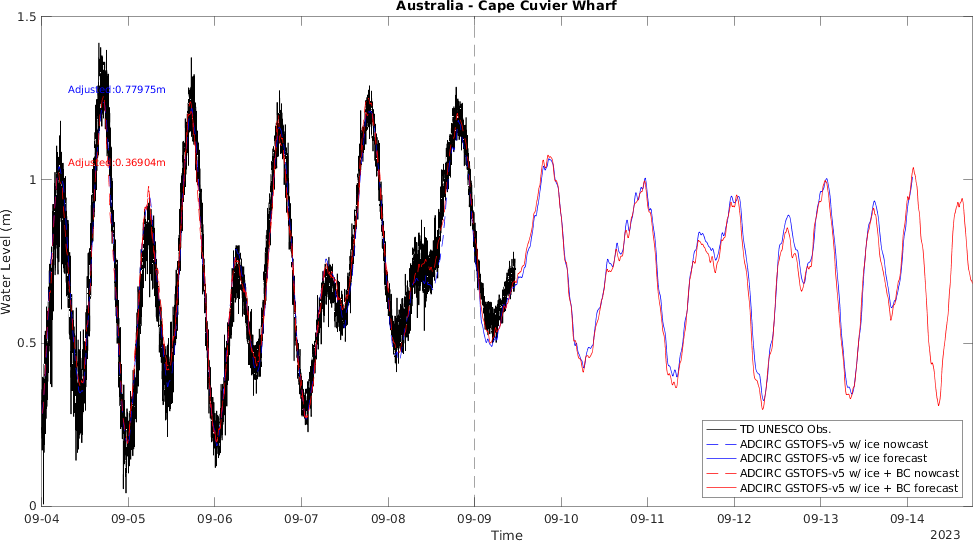 Australia - Cape Cuvier Wharf
1.5
1
0.5
0
Water Level (m)
Adjusted:0.77975m
Adjusted:0.36904m
TD UNESCO Obs.
ADCIRC GSTOFS-v5 w/ ice nowcast
ADCIRC GSTOFS-v5 w/ ice forecast
ADCIRC GSTOFS-v5 w/ ice + BC nowcast
ADCIRC GSTOFS-v5 w/ ice + BC forecast
09-04 09-05 09-06 09-07 09-08 09-09 09-10 09-11 09-12 09-13 09-14
Time
2023